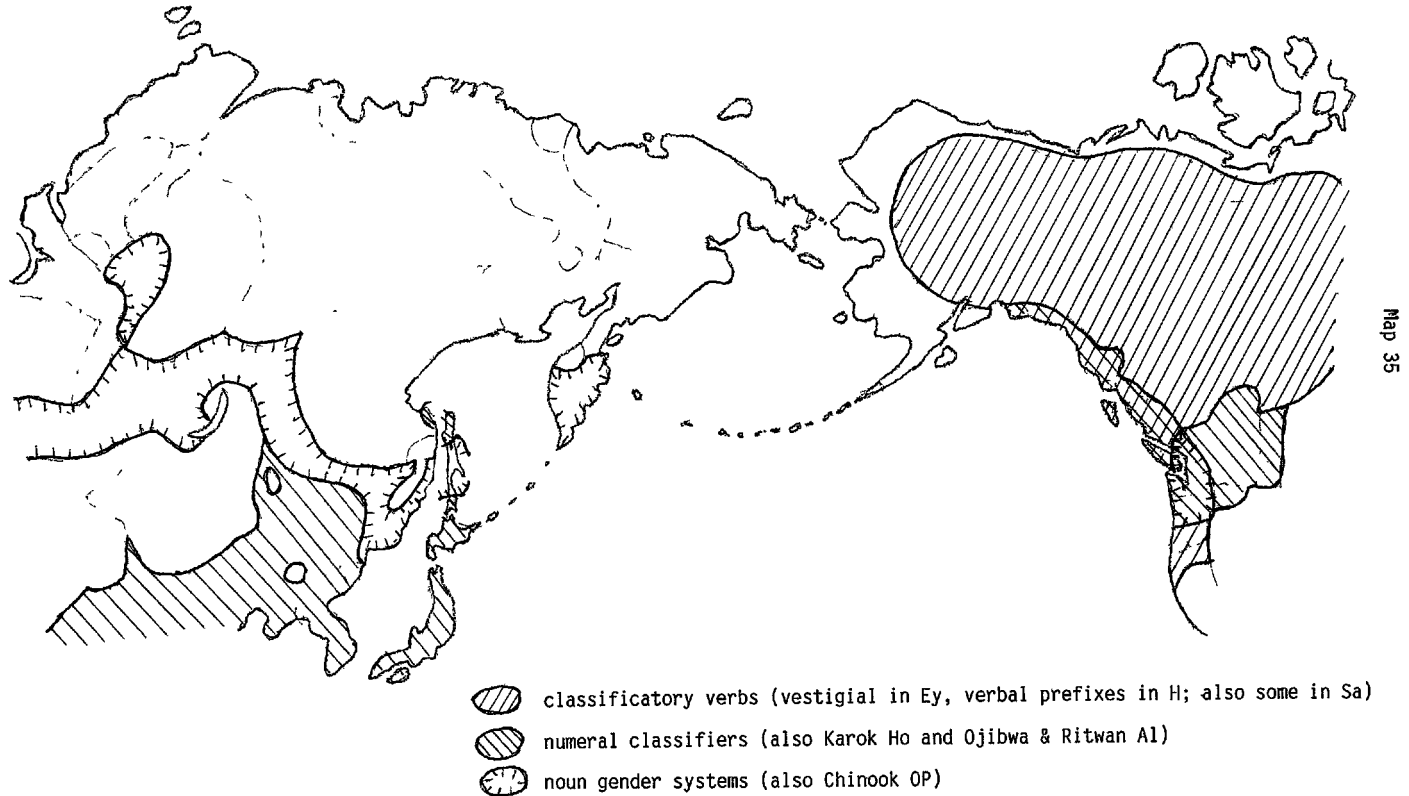 Map 35
classificatory verbs (vestigial in Ey, verbal prefixes in H; also some in Sa)
numeral classifiers (also Karok Ho and Ojibwa & Ritwan Al)
noun gender systems (also Chinook OP)